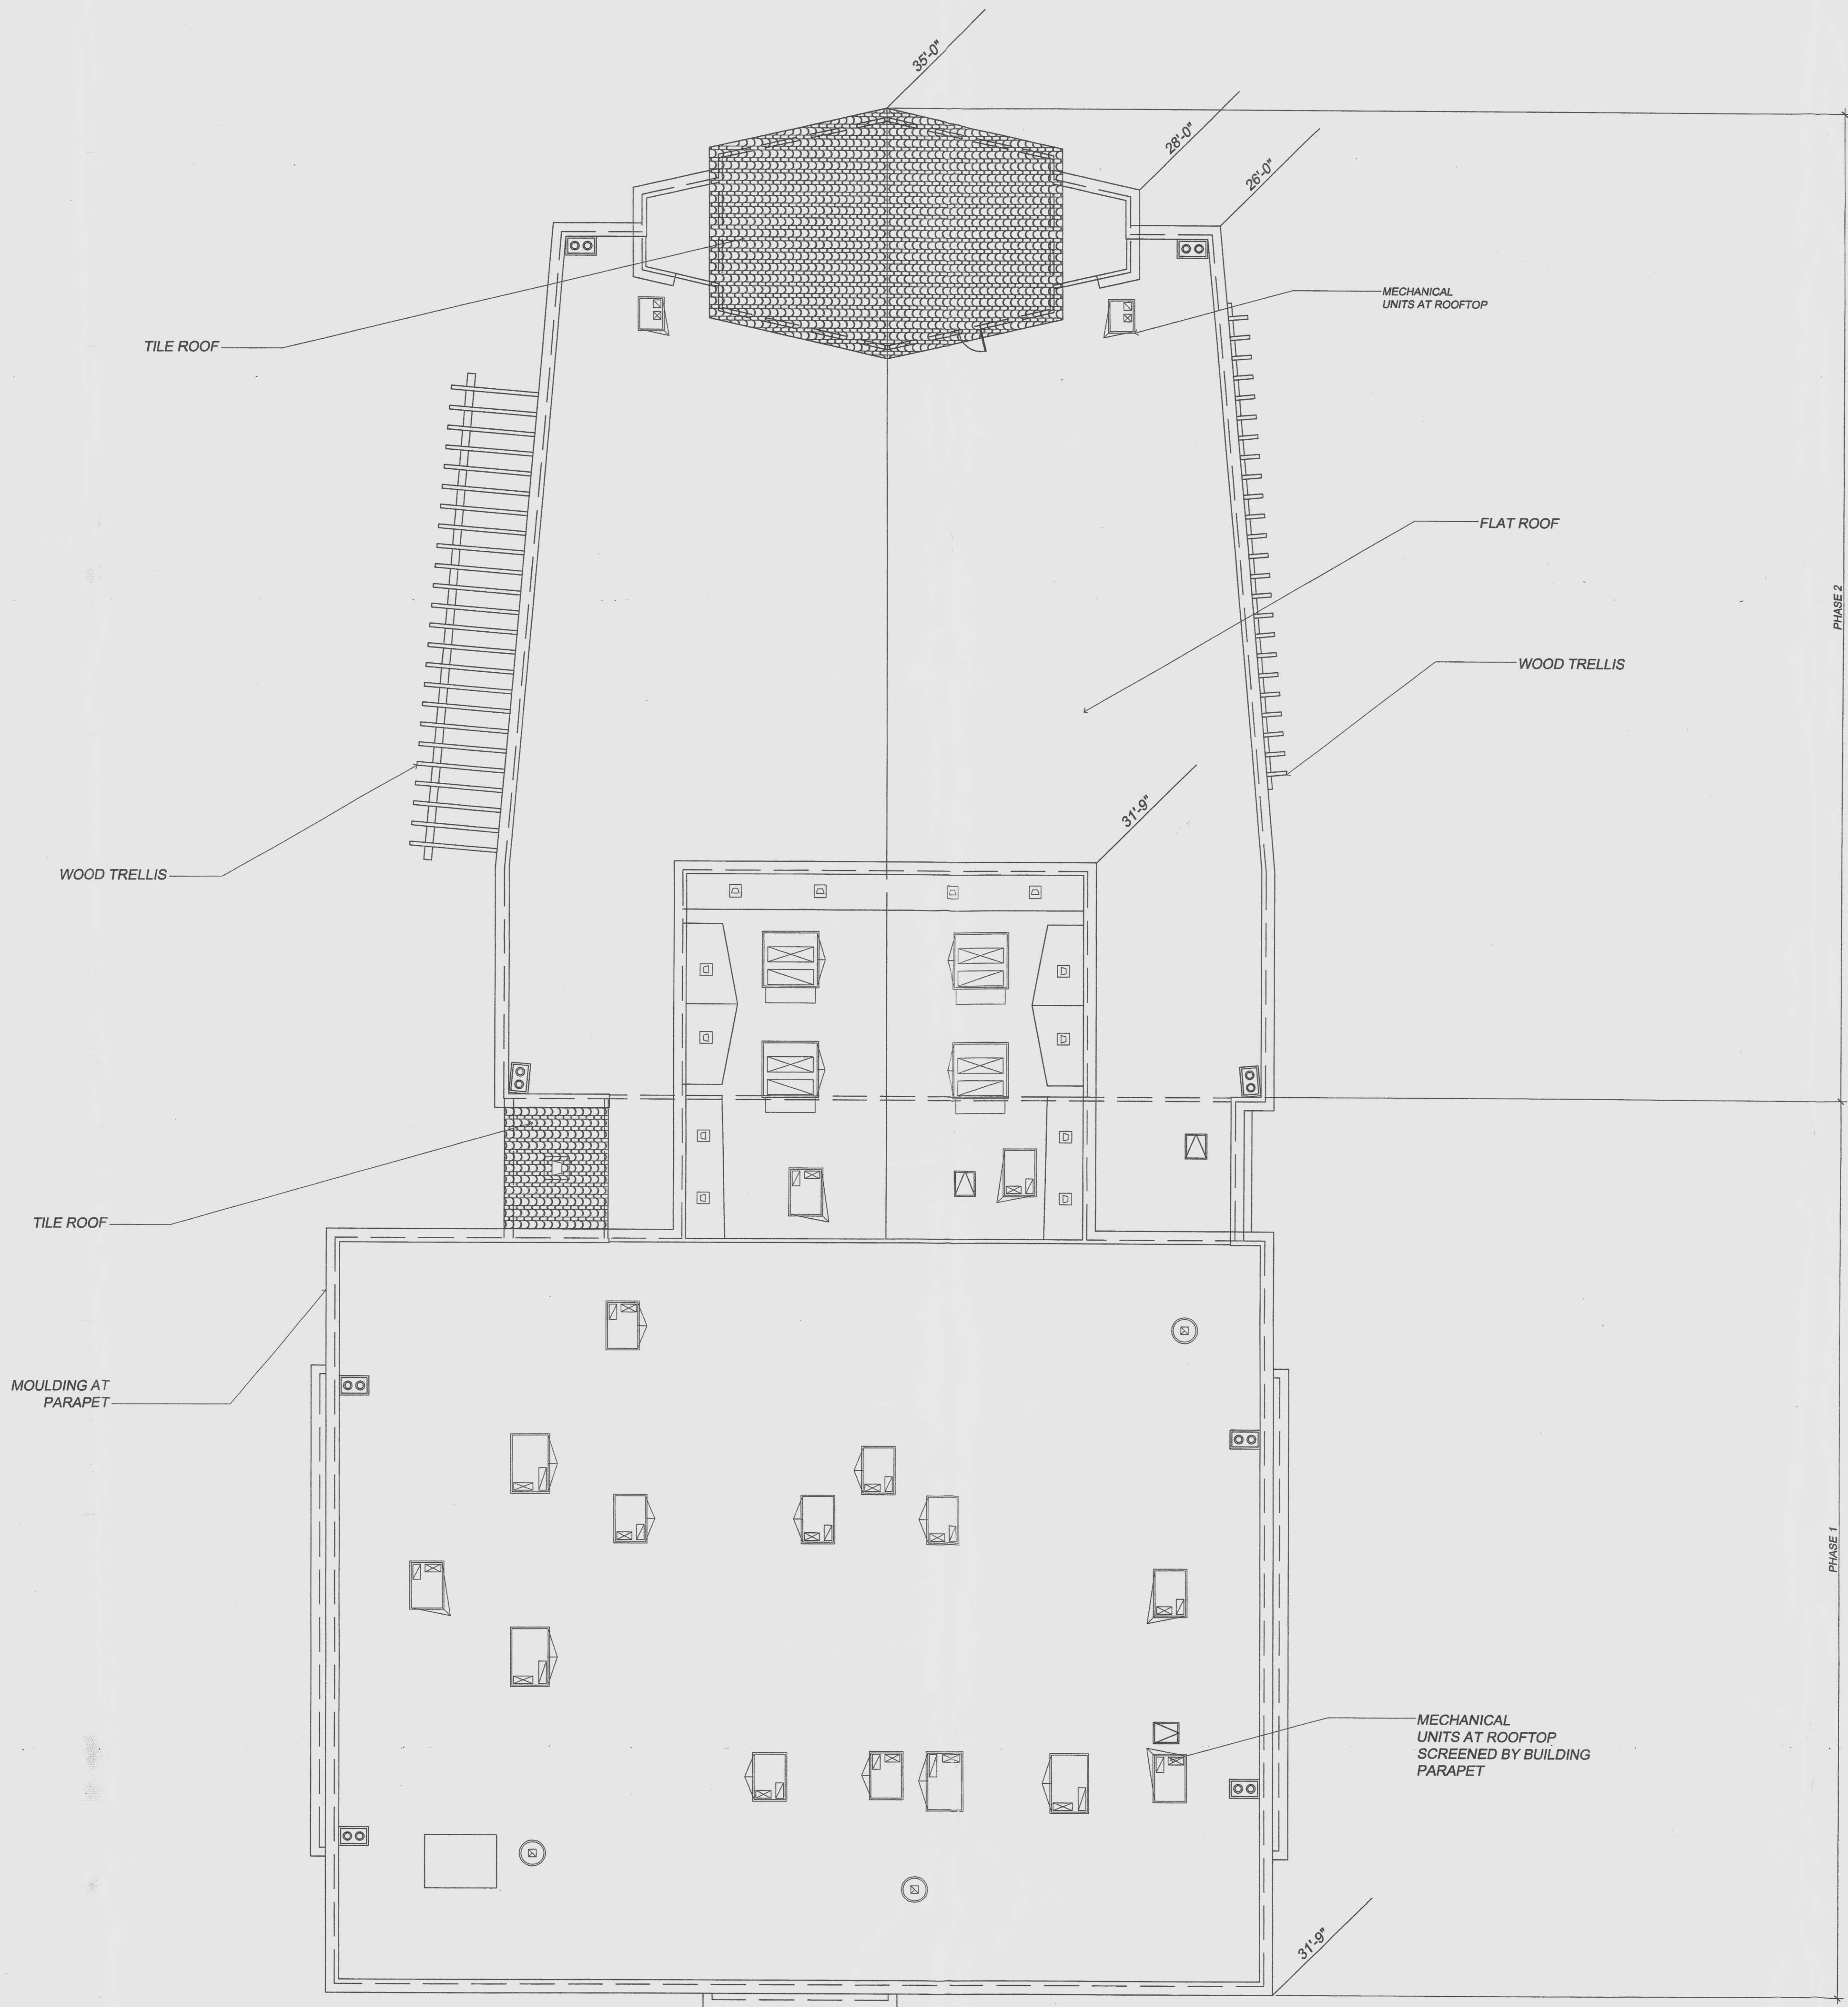 35'-0"
28'-0"
26'-0"
MECHANICAL
UNITS AT ROOFTOP
TILE ROOF
FLAT ROOF
PHASE 2
WOOD TRELLIS
31'-9"
WOOD TRELLIS
TILE ROOF
MOULDING AT
PARAPET
PHASE 1
MECHANICAL
UNITS AT ROOFTOP
SCREENED BY BUILDING
PARAPET
31'-9"